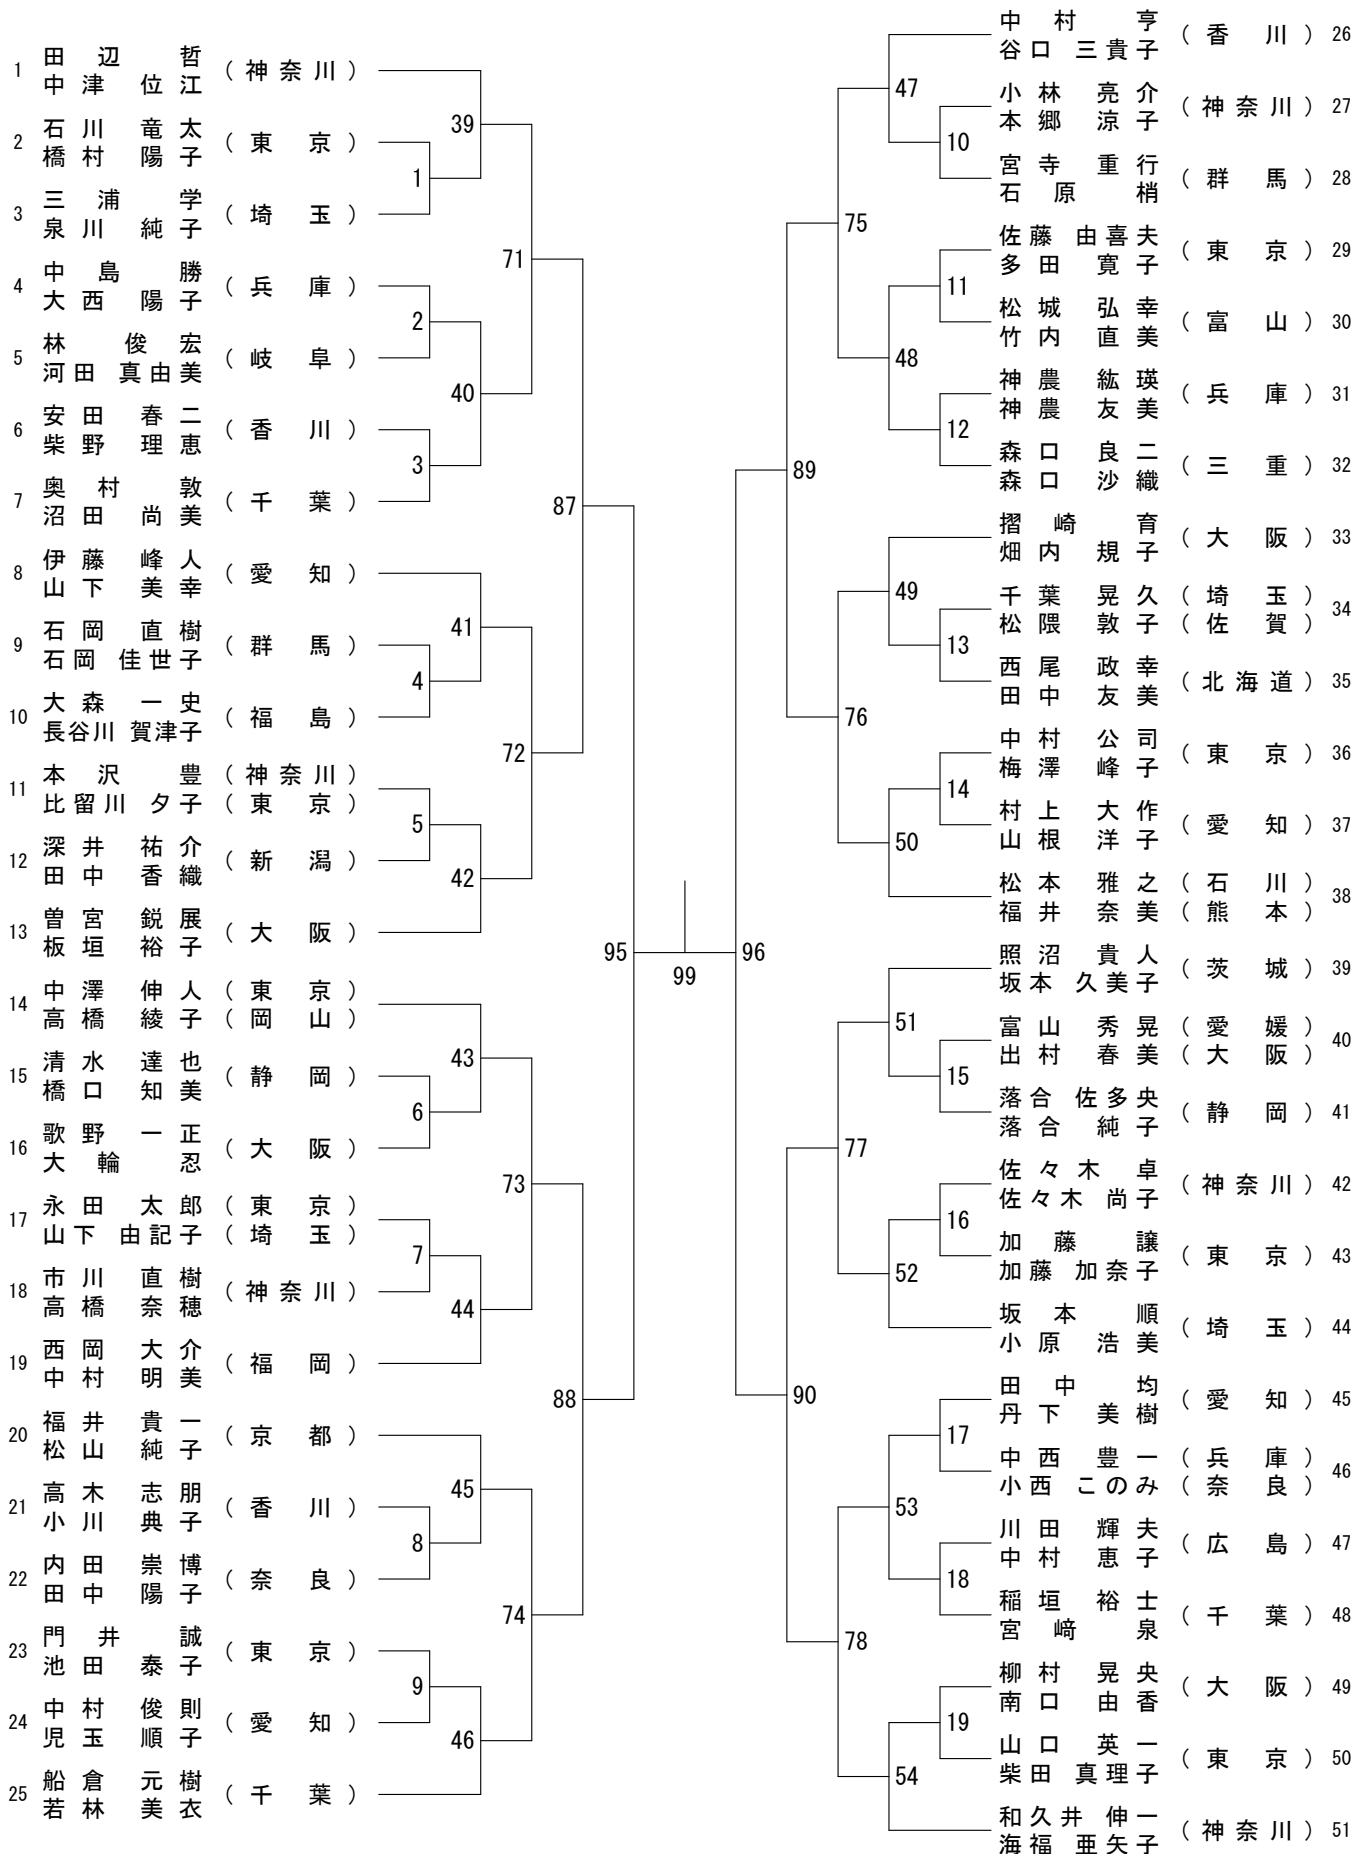 1 田辺 哲 (神奈川)
中津 位江
2 石川 竜太 (東京)
橋村 陽子
3 三浦 学 (埼玉)
泉川 純子
4 中島 勝 (兵庫)
大西 陽子
5 林 俊宏 (岐阜)
河田 真由美
6 安田 春二 (香川)
柴野 理恵
7 奥村 敦 (千葉)
沼田 尚美
8 伊藤 峰人 (愛知)
山下 美幸
9 石岡 直樹 (群馬)
石岡 佳世子
10 大森 一史 (福島)
長谷川 賀津子
11 本沢 豊 (神奈川)
比留川 夕子 (東京)
12 深井 祐介 (新潟)
田中 香織
13 曽宮 鋭展 (大阪)
板垣 裕子
14 中澤 伸人 (東京)
高橋 綾子 (岡山)
15 清水 達也 (静岡)
橋口 知美
16 歌野 一正 (大阪)
大輪 忍
17 永田 太郎 (東京)
山下 由記子 (埼玉)
18 市川 直樹 (神奈川)
高橋 奈穂
19 西岡 大介 (福岡)
中村 明美
20 福井 貴一 (京都)
松山 純子
21 高木 志朋 (香川)
小川 典子
22 内田 崇博 (奈良)
田中 陽子
23 門井 誠 (東京)
池田 泰子
24 中村 俊則 (愛知)
児玉 順子
25 船倉 元樹 (千葉)
若林 美衣
1
2
3
4
5
6
7
8
9
39
40
41
42
43
44
45
46
71
72
73
74
87
88
95
99
96
89
90
75
76
77
78
47
48
49
50
51
52
53
54
10
11
12
13
14
15
16
17
18
19
中村 亨 (香川) 26
谷口 三貴子
小林 亮介 (神奈川) 27
本郷 涼子
宮寺 重行 (群馬) 28
石原 梢
佐藤 由喜夫 (東京) 29
多田 寛子
松城 弘幸 (富山) 30
竹内 直美
神農 紘瑛 (兵庫) 31
神農 友美
森口 良二 (三重) 32
森口 沙織
摺崎 育 (大阪) 33
畑内 規子
千葉 晃久 (埼玉) 34
松隈 敦子 (佐賀)
西尾 政幸 (北海道) 35
田中 友美
中村 公司 (東京) 36
梅澤 峰子
村上 大作 (愛知) 37
山根 洋子
松本 雅之 (石川) 38
福井 奈美 (熊本)
照沼 貴人 (茨城) 39
坂本 久美子
富山 秀晃 (愛媛) 40
出村 春美 (大阪)
落合 佐多央 (静岡) 41
落合 純子
佐々木 卓 (神奈川) 42
佐々木 尚子
加藤 譲 (東京) 43
加藤 加奈子
坂本 順 (埼玉) 44
小原 浩美
田中 均 (愛知) 45
丹下 美樹
中西 豊一 (兵庫) 46
小西 このみ (奈良)
川田 輝夫 (広島) 47
中村 恵子
稲垣 裕士 (千葉) 48
宮﨑 泉
柳村 晃央 (大阪) 49
南口 由香
山口 英一 (東京) 50
柴田 真理子
和久井 伸一 (神奈川) 51
海福 亜矢子